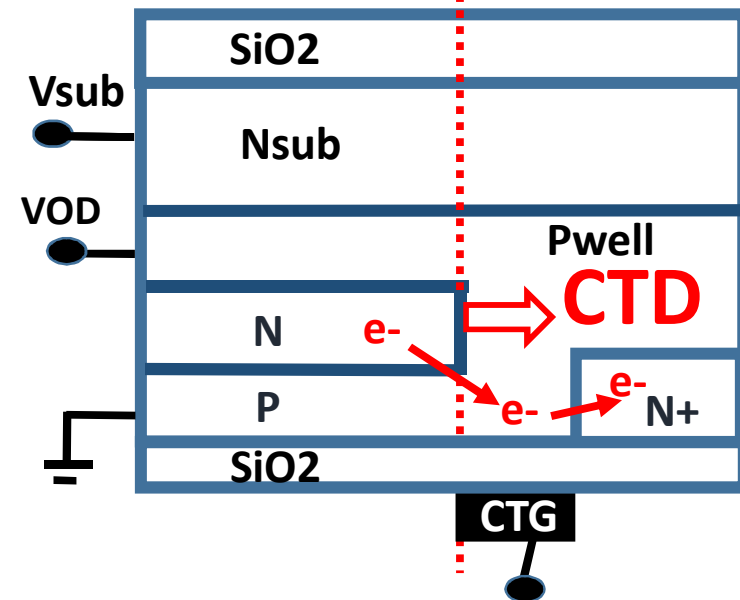 SiO2
Vsub
Nsub
VOD
Pwell
CTD
N
e-
e-
P
e-
N+
SiO2
CTG